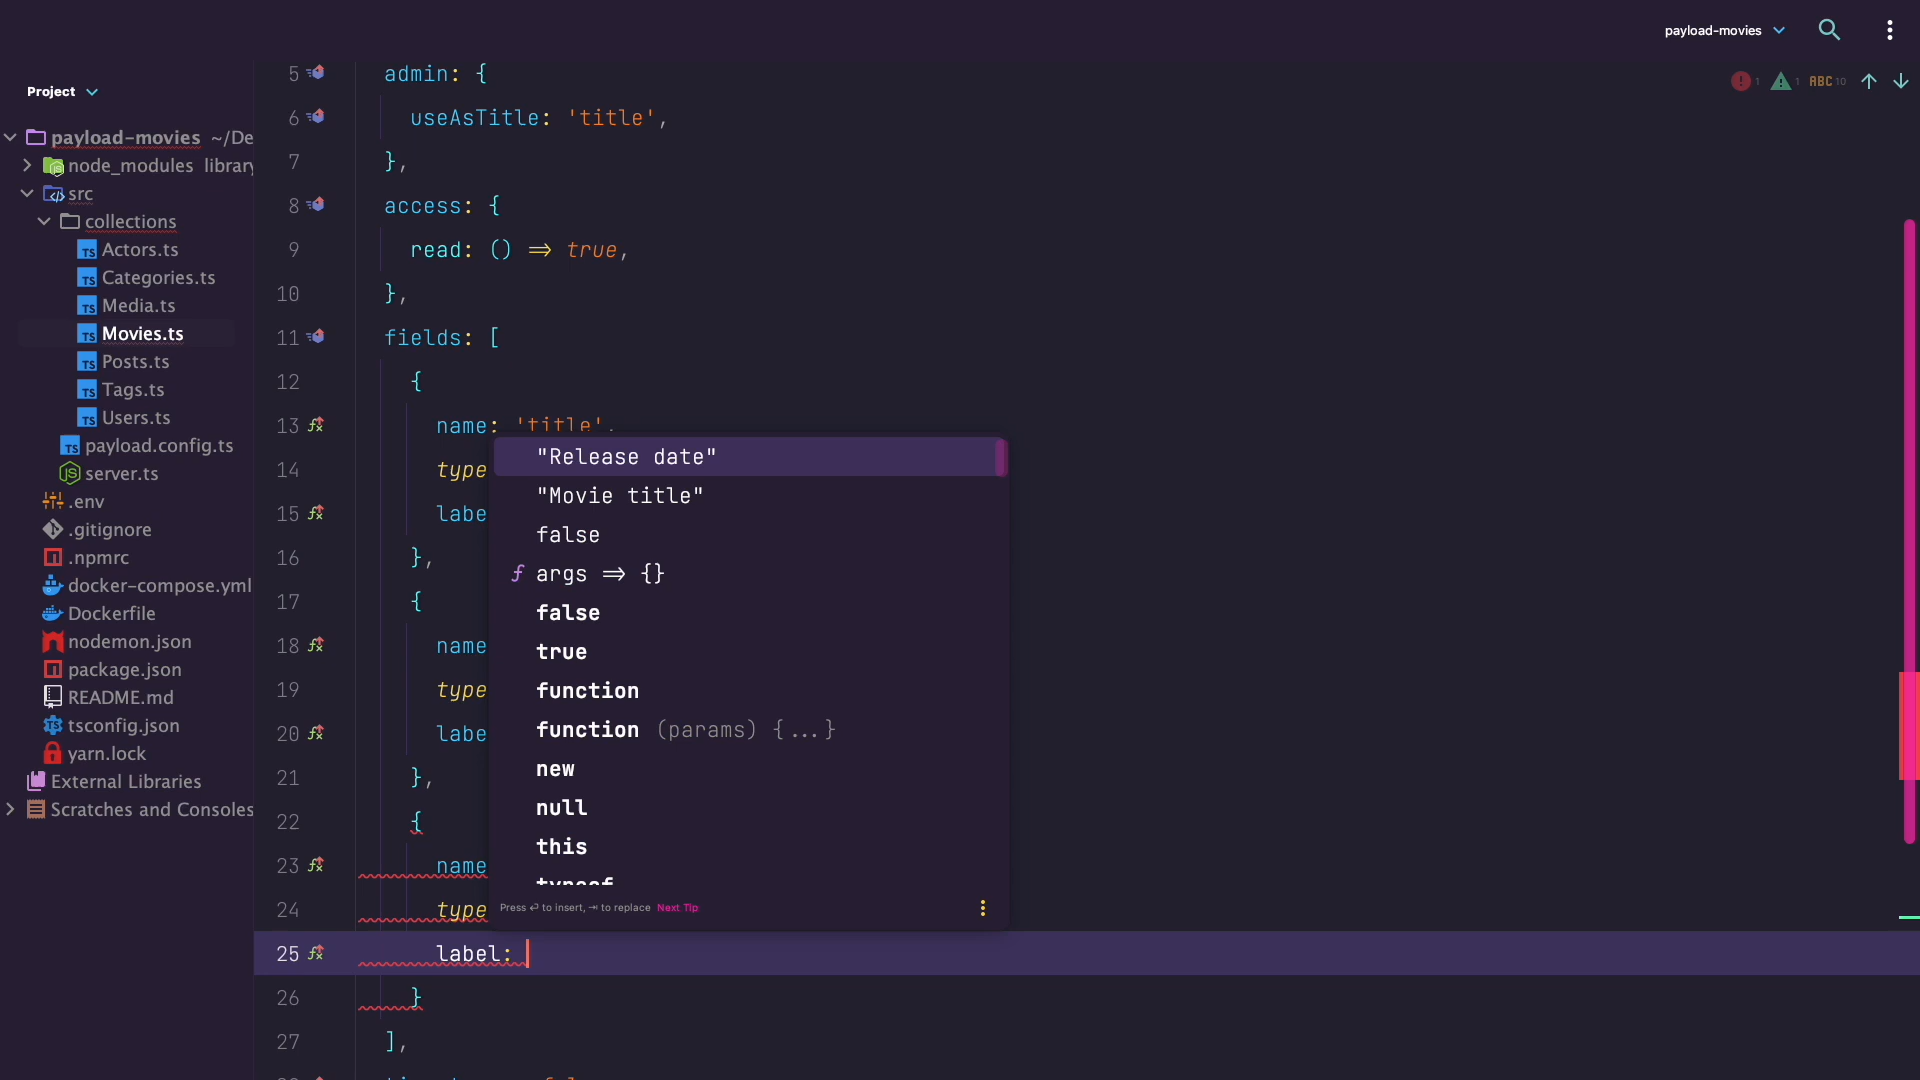 payload-movies
Project
payload-movies ~/De
node_modules library
src
collections
Actors.ts
Categories.ts
Media.ts
Movies.ts
Posts.ts
Tags.ts
Users.ts
payload.config.ts
server.ts
.env
.gitignore
.npmrc
docker-compose.yml
Dockerfile
nodemon.json
package.json
README.md
tsconfig.json
yarn.lock
External Libraries
Scratches and Consoles
1 1 ABC 10
5 admin: {
6 useAsTitle: 'title',
7 },
8 access: {
9 read: () => true,
10 },
11 fields: [
12 {
13 name: 'title',
14 type
15 labe
16 },
17 {
18 name
19 type
20 labe
21 },
22 {
23 name
24 type
25 label:
26 }
27 ],
"Release date"
"Movie title"
false
f args => {}
false
true
function
function (params) {...}
new
null
this
typeof
Press ⏎ to insert, ⇥ to replace Next Tip